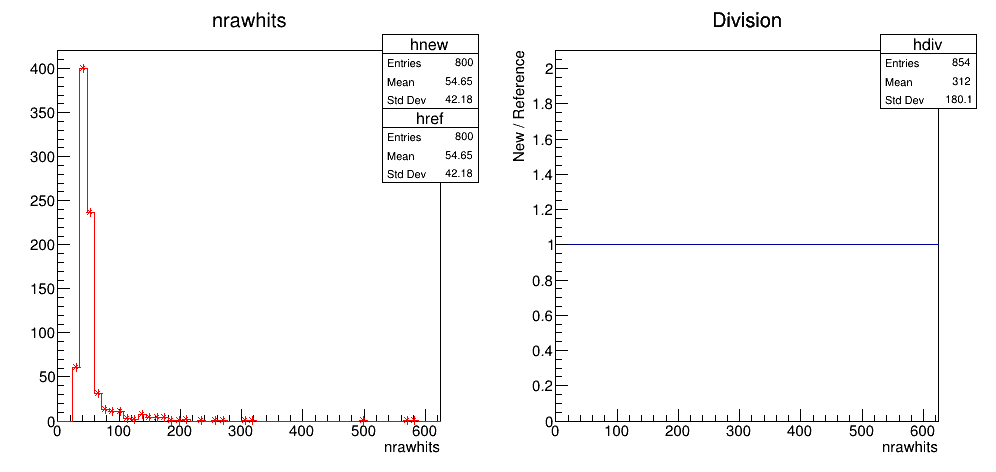 nrawhits
hnew
Entries 800
Mean 54.65
Std Dev 42.18
href
Entries 800
Mean 54.65
Std Dev 42.18
400
350
300
250
200
150
100
50
0
0 100 200 300 400 500 600
nrawhits
Division
hdiv
Entries 854
Mean 312
Std Dev 180.1
New / Reference
2
1.8
1.6
1.4
1.2
1
0.8
0.6
0.4
0.2
0
0 100 200 300 400 500 600
nrawhits